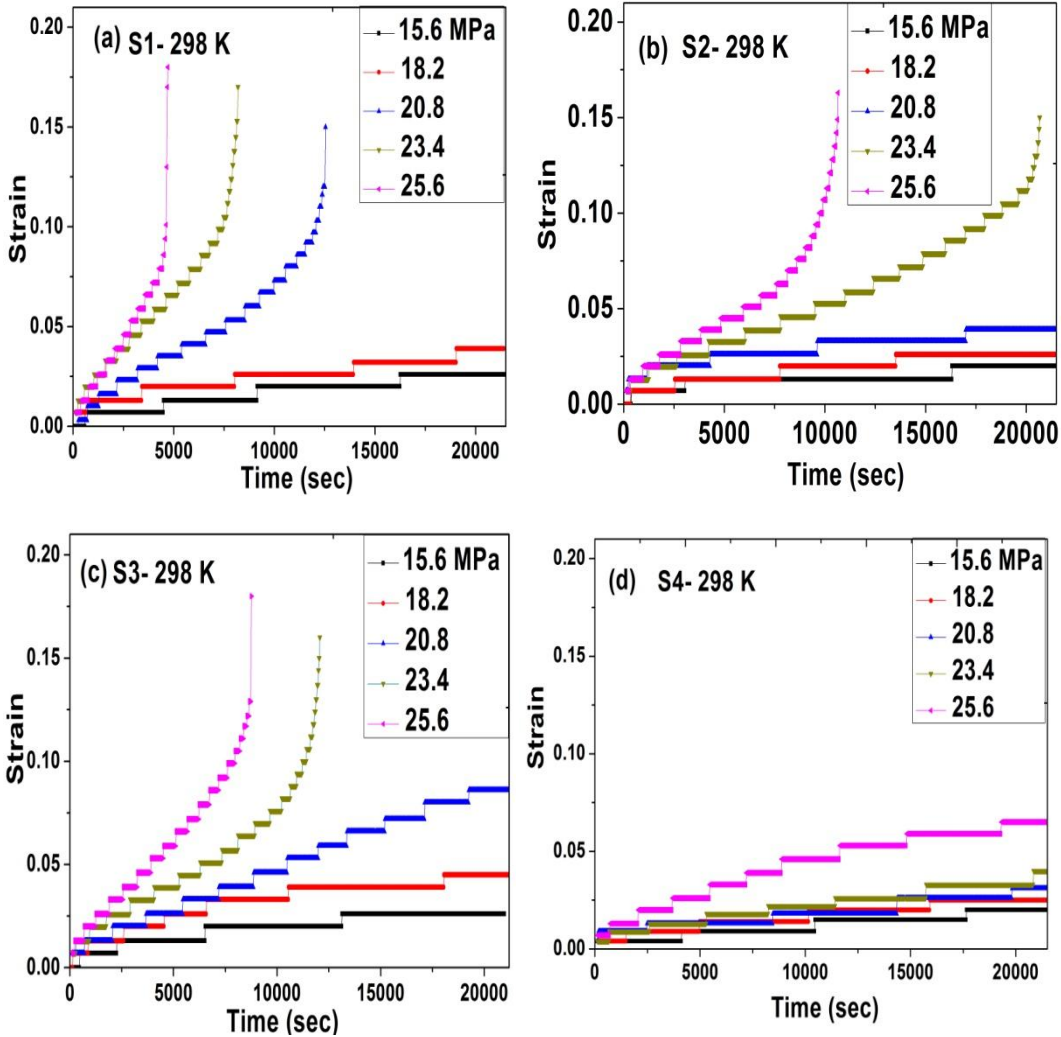 (a) S1- 298 K
15.6 MPa
18.2
20.8
23.4
25.6
0.20
0.15
0.10
0.05
0.00
Strain
0 5000 10000 15000 20000
Time (sec)
(b) S2- 298 K
15.6 MPa
18.2
20.8
23.4
25.6
0.20
0.15
0.10
0.05
0.00
Strain
0 5000 10000 15000 20000
Time (sec)
(c) S3- 298 K
15.6 MPa
18.2
20.8
23.4
25.6
0.20
0.15
0.10
0.05
0.00
Strain
0 5000 10000 15000 20000
Time (sec)
(d) S4- 298 K
15.6 MPa
18.2
20.8
23.4
25.6
0.20
0.15
0.10
0.05
0.00
Strain
0 5000 10000 15000 20000
Time (sec)